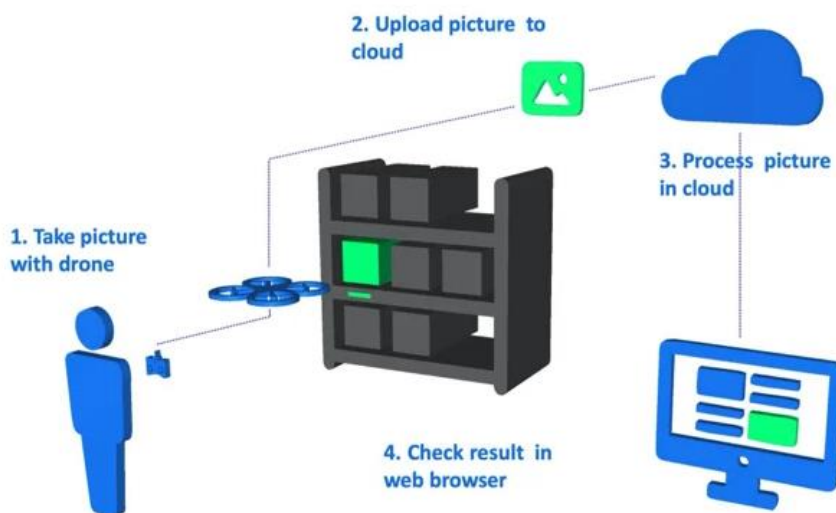 1. Take picture
with drone
2. Upload picture to
cloud
3. Process picture
in cloud
4. Check result in
web browser